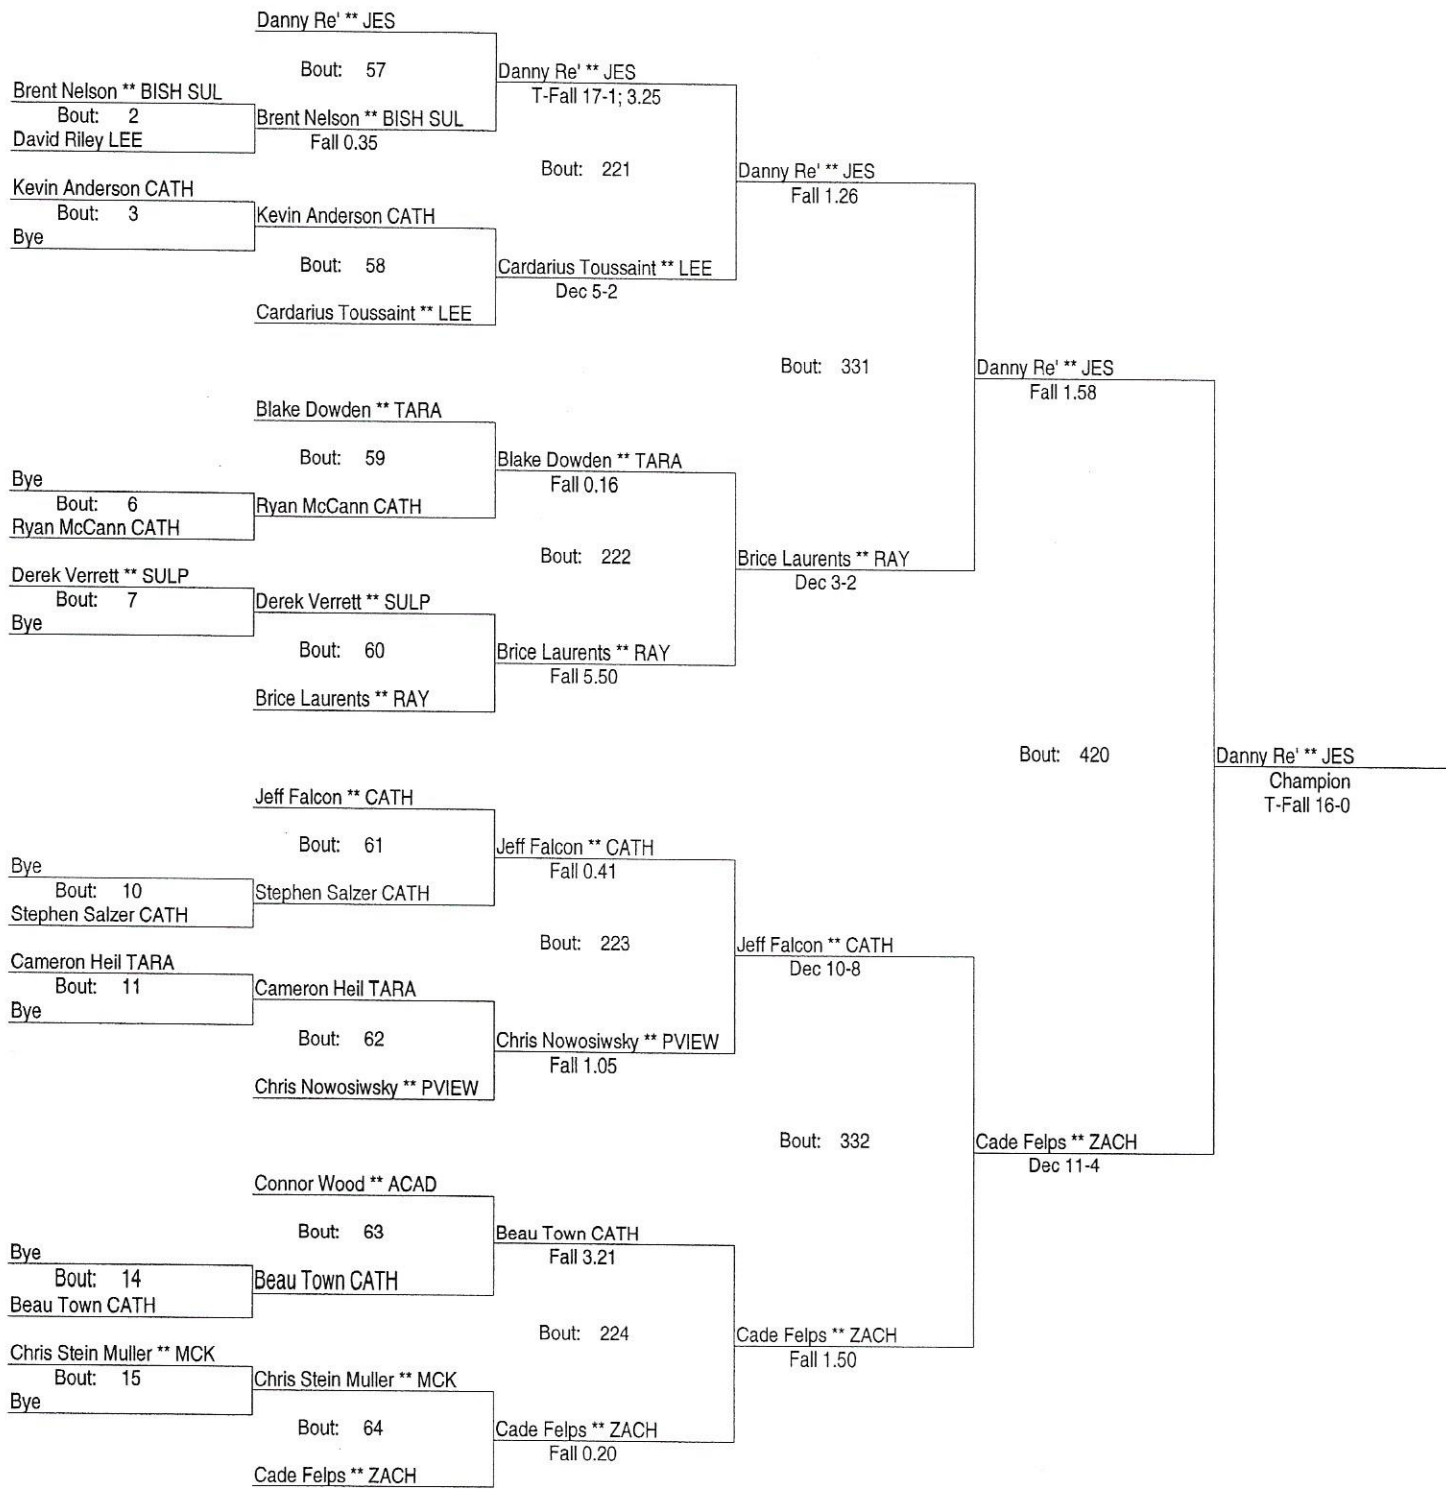 Danny Re' ** JES
Bout: 57
Danny Re' ** JES
T-Fall 17-1; 3.25
Brent Nelson ** BISH SUL
Bout: 2
Brent Nelson ** BISH SUL
David Riley LEE
Fall 0.35
Bout: 221
Danny Re' ** JES
Fall 1.26
Kevin Anderson CATH
Bout: 3
Kevin Anderson CATH
Bye
Bout: 58
Cardarius Toussaint ** LEE
Dec 5-2
Cardarius Toussaint ** LEE
Bout: 331
Danny Re' ** JES
Fall 1.58
Blake Dowden ** TARA
Bout: 59
Blake Dowden ** TARA
Fall 0.16
Bye
Bout: 6
Ryan McCann CATH
Ryan McCann CATH
Bout: 222
Brice Laurents ** RAY
Dec 3-2
Derek Verrett ** SULP
Bout: 7
Derek Verrett ** SULP
Bye
Bout: 60
Brice Laurents ** RAY
Fall 5.50
Brice Laurents ** RAY
Bout: 420
Danny Re' ** JES
Champion
T-Fall 16-0
Jeff Falcon ** CATH
Bout: 61
Jeff Falcon ** CATH
Fall 0.41
Bye
Bout: 10
Stephen Salzer CATH
Stephen Salzer CATH
Bout: 223
Jeff Falcon ** CATH
Dec 10-8
Cameron Heil TARA
Bout: 11
Cameron Heil TARA
Bye
Bout: 62
Chris Nowosiwsky ** PVIEW
Fall 1.05
Chris Nowosiwsky ** PVIEW
Bout: 332
Cade Felps ** ZACH
Dec 11-4
Connor Wood ** ACAD
Bout: 63
Beau Town CATH
Fall 3.21
Bye
Bout: 14
Beau Town CATH
Beau Town CATH
Bout: 224
Cade Felps ** ZACH
Fall 1.50
Chris Stein Muller ** MCK
Bout: 15
Chris Stein Muller ** MCK
Bye
Bout: 64
Cade Felps ** ZACH
Fall 0.20
Cade Felps ** ZACH